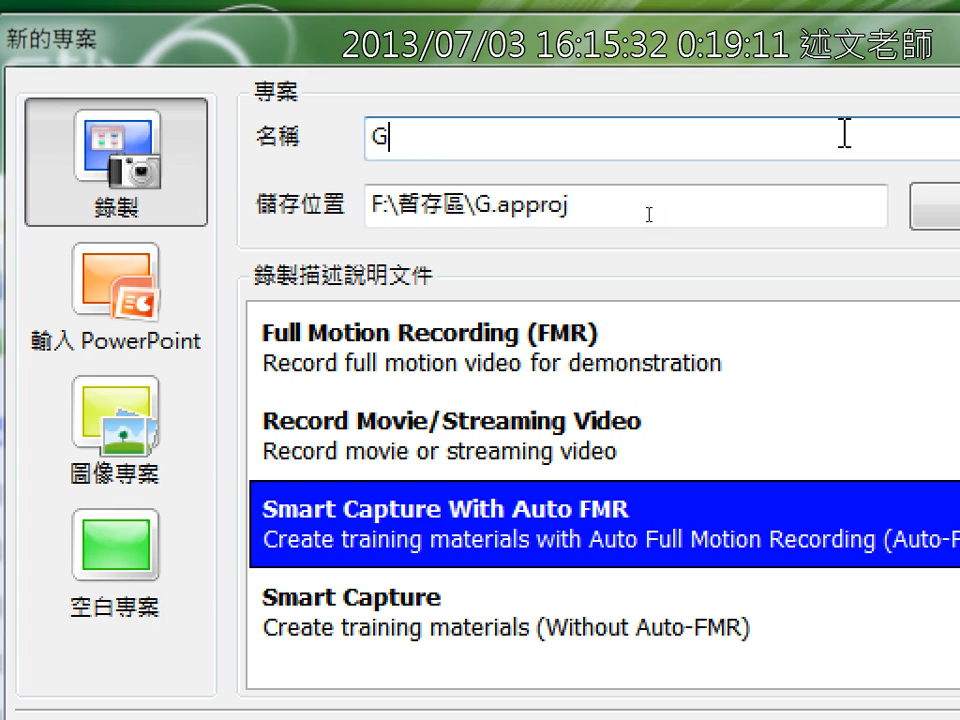 新的專案
2013/07/03 16:15:32 0:19:11 述文老師
錄製
輸入 PowerPoint
圖像專案
空白專案
專案
名稱 G
儲存位置 F:\暫存區\G.approj
錄製描述說明文件
Full Motion Recording (FMR)
Record full motion video for demonstration
Record Movie/Streaming Video
Record movie or streaming video
Smart Capture With Auto FMR
Create training materials with Auto Full Motion Recording (Auto-F
Smart Capture
Create training materials (Without Auto-FMR)